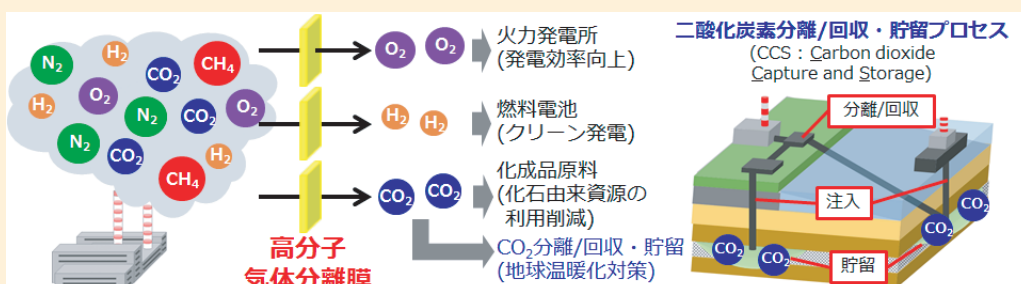 N2
H2
CO2
CH4
H2
O2
N2
CO2
O2
N2
CO2
H2
CH4
高分子
気体分離膜
O2 O2
火力発電所
(発電効率向上)
H2 H2
燃料電池
(クリーン発電)
CO2 CO2
化成品原料
(化石由来資源の
利用削減)
CO2分離/回収・貯留
(地球温暖化対策)
二酸化炭素分離/回収・貯留プロセス
(CCS : Carbon dioxide
Capture and Storage)
分離/回収
注入
貯留
CO2
CO2
CO2
CO2
CO2